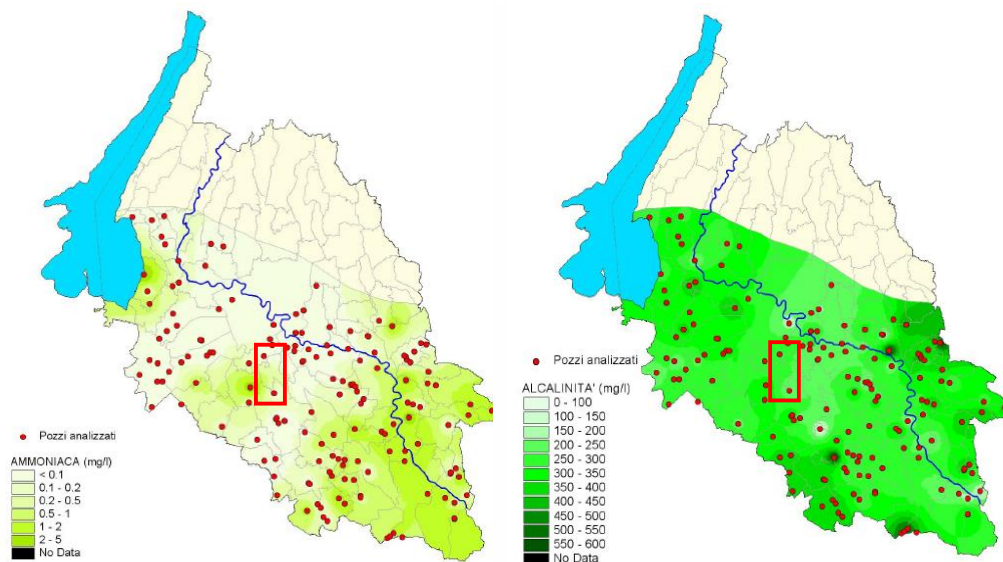 Pozzi analizzati
AMMONIACA (mg/l)
< 0.1
0.1 - 0.2
0.2 - 0.5
0.5 - 1
1 - 2
2 - 5
No Data
Pozzi analizzati
ALCALINITA' (mg/l)
0 - 100
100 - 150
150 - 200
200 - 250
250 - 300
300 - 350
350 - 400
400 - 450
450 - 500
500 - 550
550 - 600
No Data